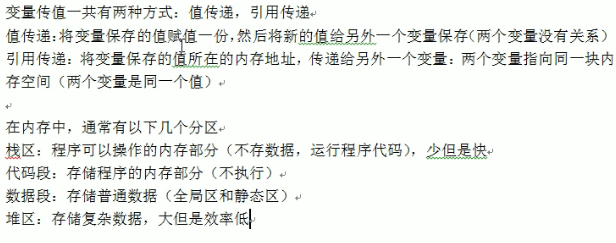 变量传值一共有两种方式：值传递，引用传递
值传递：将变量保存的值赋值一份，然后将新的值给另外一个变量保存（两个变量没有关系）
引用传递：将变量保存的值所在的内存地址，传递给另外一个变量：两个变量指向同一块内
存空间（两个变量是同一个值）
在内存中，通常有以下几个分区
栈区：程序可以操作的内存部分（不存数据，运行程序代码），少但是快
代码段：存储程序的内存部分（不执行）
数据段：存储普通数据（全局区和静态区）
堆区：存储复杂数据，大但是效率低